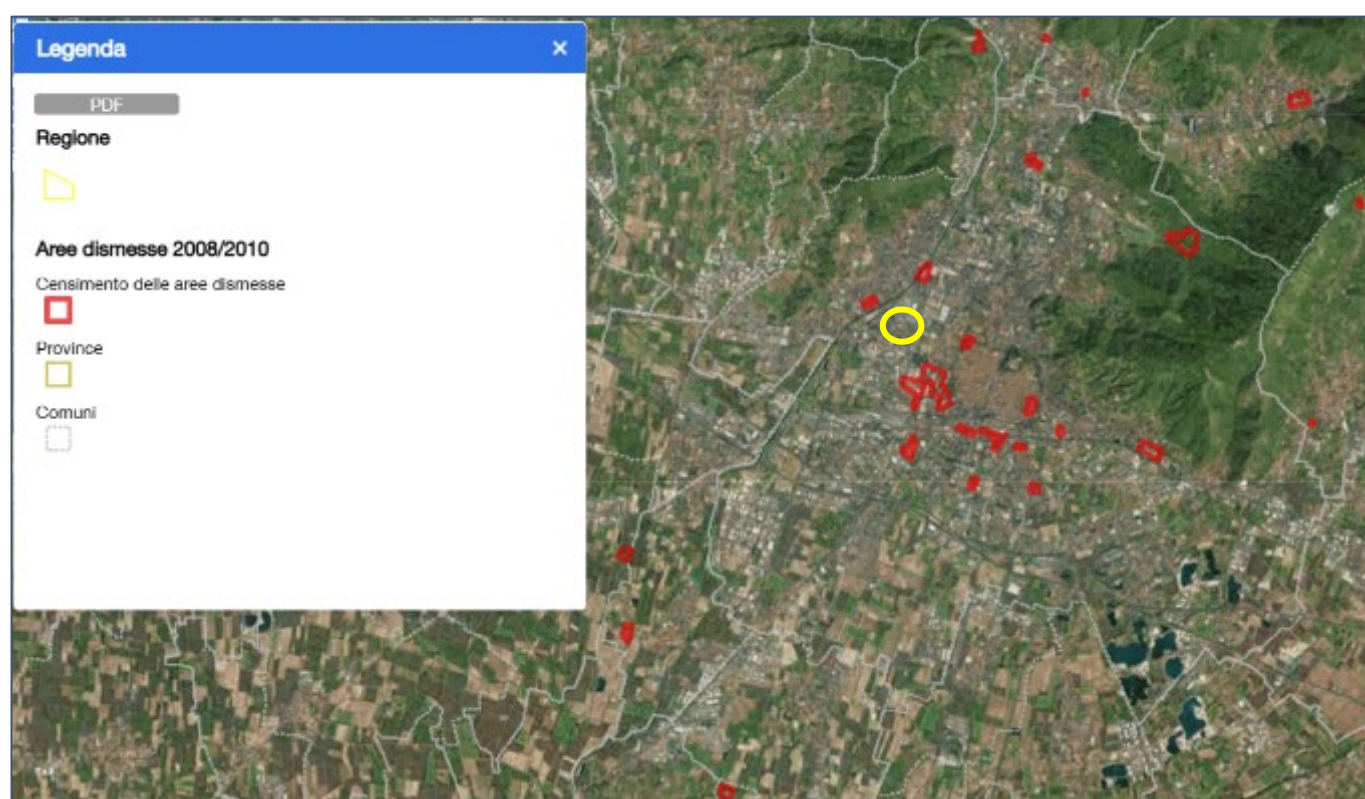 Legenda ×
PDF
Regione
Aree dismesse 2008/2010
Censimento delle aree dismesse
Province
Comuni